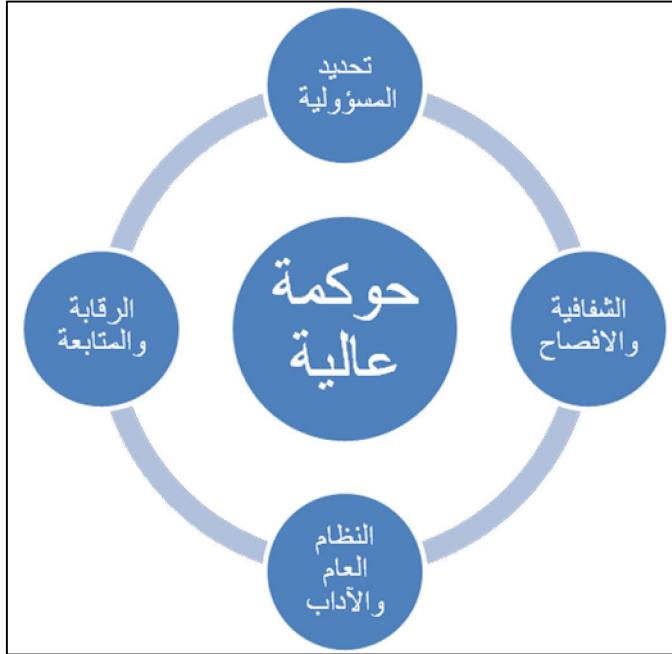 تحديد
المسؤولية
حوكمة
عالية
الشفافية
والافصاح
الرقابة
والمتابعة
النظام
العام
والآداب